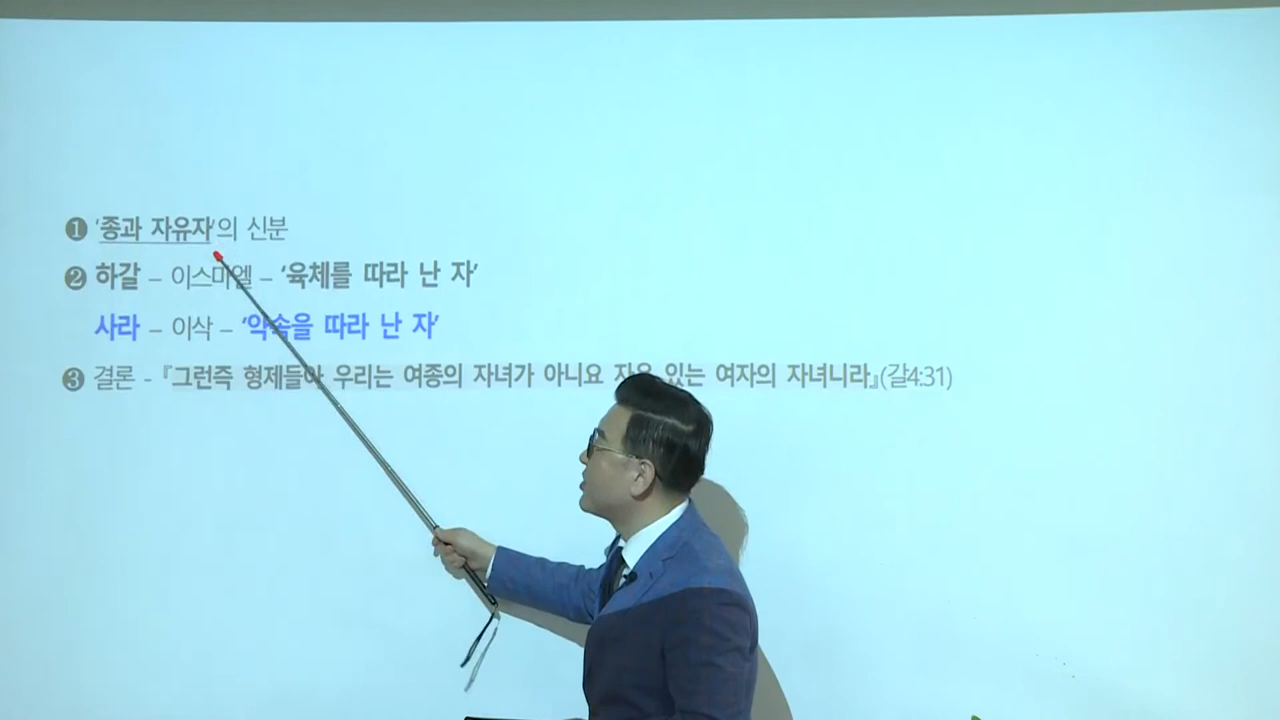 ❶ '종과 자유자'의 신분
❷ 하갈 – 이스마엘 – '육체를 따라 난 자'
사라 – 이삭 – '약속을 따라 난 자'
❸ 결론 - 『그런즉 형제들아 우리는 여종의 자녀가 아니요 자유 있는 여자의 자녀니라』(갈4:31)